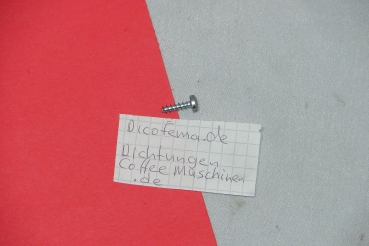 Dicofema.de
Dichtungen
Coffee Maschinen
.de